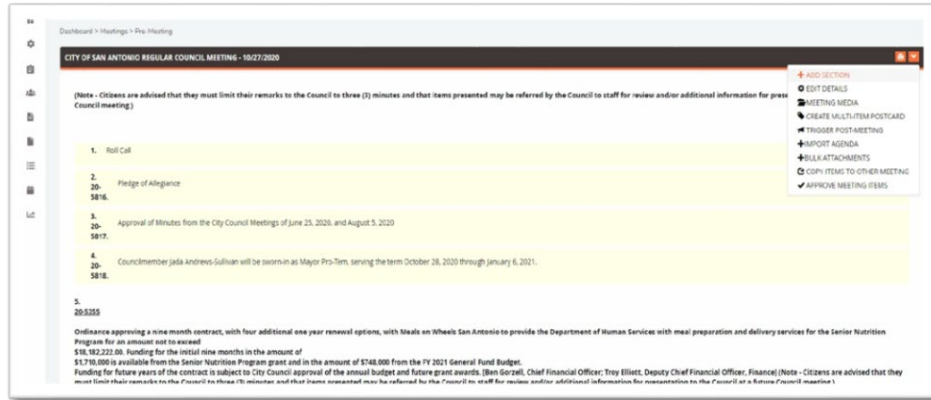 Dashboard > Meetings > Pre-Meeting
CITY OF SAN ANTONIO REGULAR COUNCIL MEETING - 10/27/2020
ADD SECTION
EDIT DETAILS
MEETING MEDIA
CREATE MULTI-ITEM POSTCARD
TRIGGER POST-MEETING
IMPORT AGENDA
BULK ATTACHMENTS
COPY ITEMS TO OTHER MEETING
APPROVE MEETING ITEMS
(Note - Citizens are advised that they must limit their remarks to the Council to three (3) minutes and that items presented may be referred by the Council to staff for review and/or additional information for
Council meeting.)
1. Roll Call
2.
20-
5816.
Pledge of Allegiance
3.
20-
5817.
Approval of Minutes from the City Council Meetings of June 25, 2020, and August 5, 2020
4.
20-
5818.
Councilmember Jada Andrews-Sullivan will be sworn-in as Mayor Pro-Tem, serving the term October 28, 2020 through January 6, 2021.
5.
20-5355
Ordinance approving a nine month contract, with four additional one year renewal options, with Meals on Wheels San Antonio to provide the Department of Human Services with meal preparation and delivery services for the Senior Nutrition
Program for an amount not to exceed
$18,182,222.00. Funding for the initial nine months in the amount of
$1,710,000 is available from the Senior Nutrition Program grant and in the amount of $748,000 from the FY 2021 General Fund Budget.
Funding for future years of the contract is subject to City Council approval of the annual budget and future grant awards. [Ben Gorzell, Chief Financial Officer; Troy Elliott, Deputy Chief Financial Officer, Finance] (Note - Citizens are advised that they
must limit their remarks to the Council to three (3) minutes and that items presented may be referred by the Council to staff for review and/or additional information for presentation to the Council at a future Council meeting.)